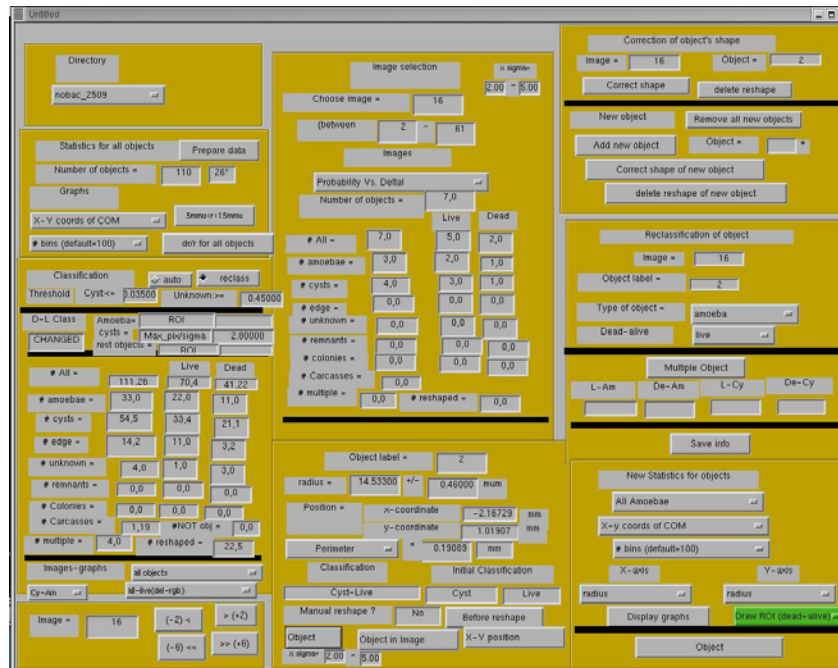 Untitled
Directory
nobac_2509
Statistics for all objects
Prepare data
Number of objects = 110 26*
Graphs
X-Y coords of COM
5mmu<r<15mmu
# bins (default=100)
dr/r for all objects
Classification auto reclass
Threshold Cyst<= 0.03500 Unknown:>= 0.45000
D-L Class Amoeba= ROI
CHANGED cysts = Max_piv/sigma 2.80000
rest objects = ROI
Live Dead
# All = 111,26 70,4 41,22
# amoebae = 33,0 22,0 11,0
# cysts = 54,5 33,4 21,1
# edge = 14,2 11,0 3,2
# unknown = 4,0 1,0 3,0
# remnants = 0,0 0,0 0,0
# Colonies = 0,0 0,0 0,0
# Carcasses = 1,19 #NOT obj = 0,0
# multiple = 4,0 # reshaped = 22,5
Images-graphs all objects
Cy-Am all-live(del-rgb)
Image = 16 (-2) < > (+2)
(-6) << >> (+6)
Image selection x sigma=
2.00 - 5.00
Choose image = 16
(between 2 - 61
Images
Probability Vs. Deltal
Number of objects = 7,0
Live Dead
# All = 7,0 5,0 2,0
# amoebae = 3,0 2,0 1,0
# cysts = 4,0 3,0 1,0
# edge = 0,0 0,0 0,0
# unknown = 0,0 0,0 0,0
# remnants = 0,0 0,0 0,0
# colonies = 0,0 0,0 0,0
# Carcasses = 0,0
# multiple = 0,0 # reshaped = 0,0
Object label = 2
radius = 14.53300 +/- 0.46000 mum
Position = x-coordinate -2.16729 mm
y-coordinate 1.01907 mm
Perimeter = 0.19089 mm
Classification Initial Classification
Cyst-Live Cyst Live
Manual reshape ? No Before reshape
Object Object in image X-Y position
x sigma= 2.00 - 5.00
Correction of object's shape
Image = 16 Object = 2
Correct shape delete reshape
New object Remove all new objects
Add new object Object = *
Correct shape of new object
delete reshape of new object
Reclassification of object
Image = 16
Object label = 2
Type of object = amoeba
Dead-alive = live
Multiple Object
L-Am De-Am L-Cy De-Cy
Save info
New Statistics for objects
All Amoebae
X-y coords of COM
# bins (default=100)
X-axis Y-axis
radius radius
Display graphs Draw ROI (dead-alive)
Object